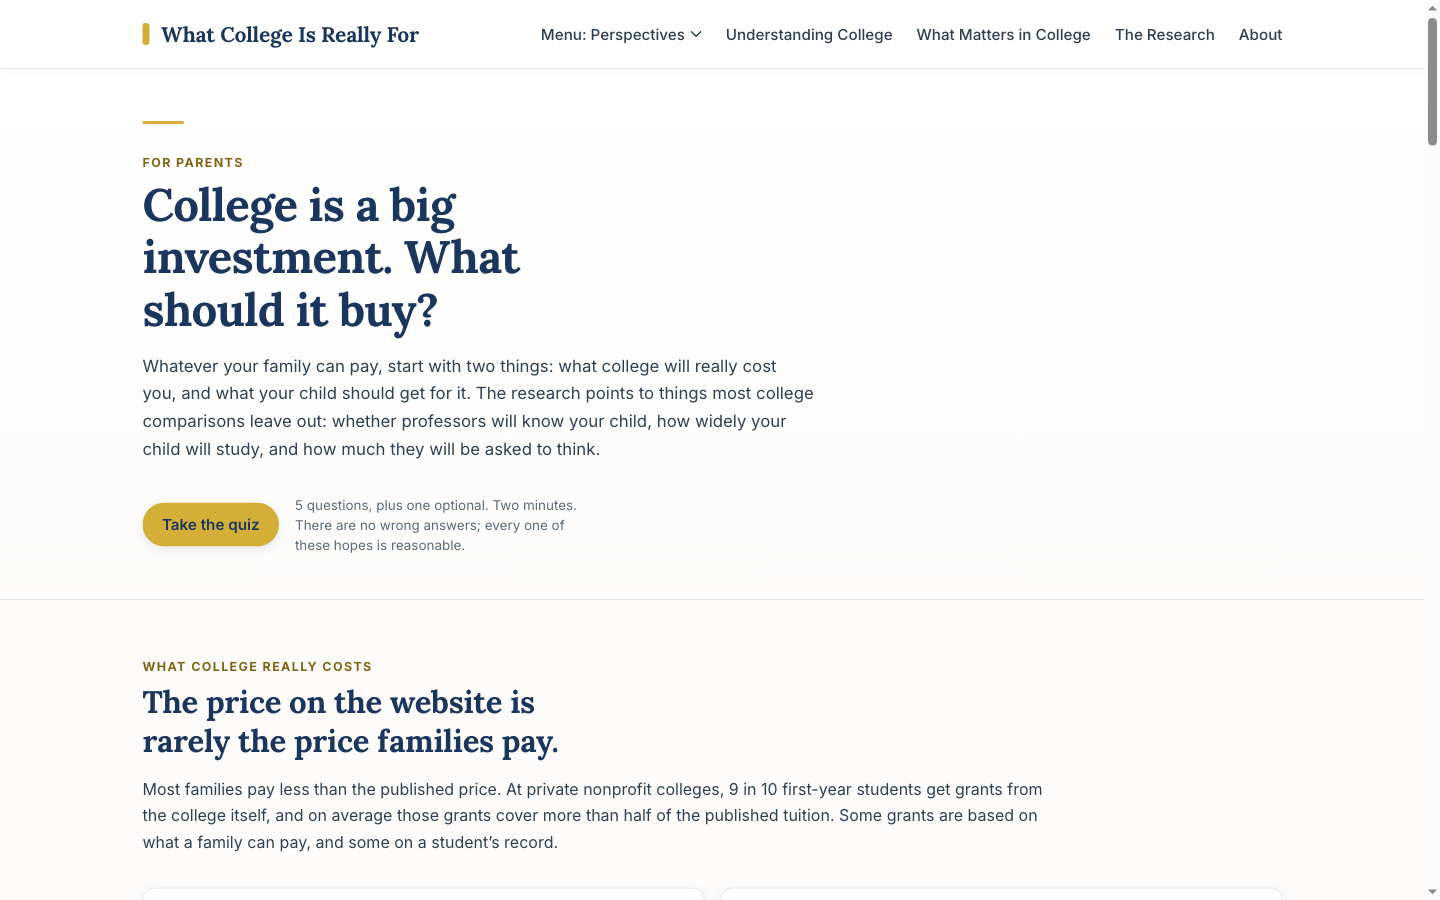 What College Is Really For
Menu: Perspectives
Understanding College
What Matters in College
The Research
About
FOR PARENTS
College is a big
investment. What
should it buy?
Whatever your family can pay, start with two things: what college will really cost
you, and what your child should get for it. The research points to things most college
comparisons leave out: whether professors will know your child, how widely your
child will study, and how much they will be asked to think.
Take the quiz
5 questions, plus one optional. Two minutes.
There are no wrong answers; every one of
these hopes is reasonable.
WHAT COLLEGE REALLY COSTS
The price on the website is
rarely the price families pay.
Most families pay less than the published price. At private nonprofit colleges, 9 in 10 first-year students get grants from
the college itself, and on average those grants cover more than half of the published tuition. Some grants are based on
what a family can pay, and some on a student’s record.